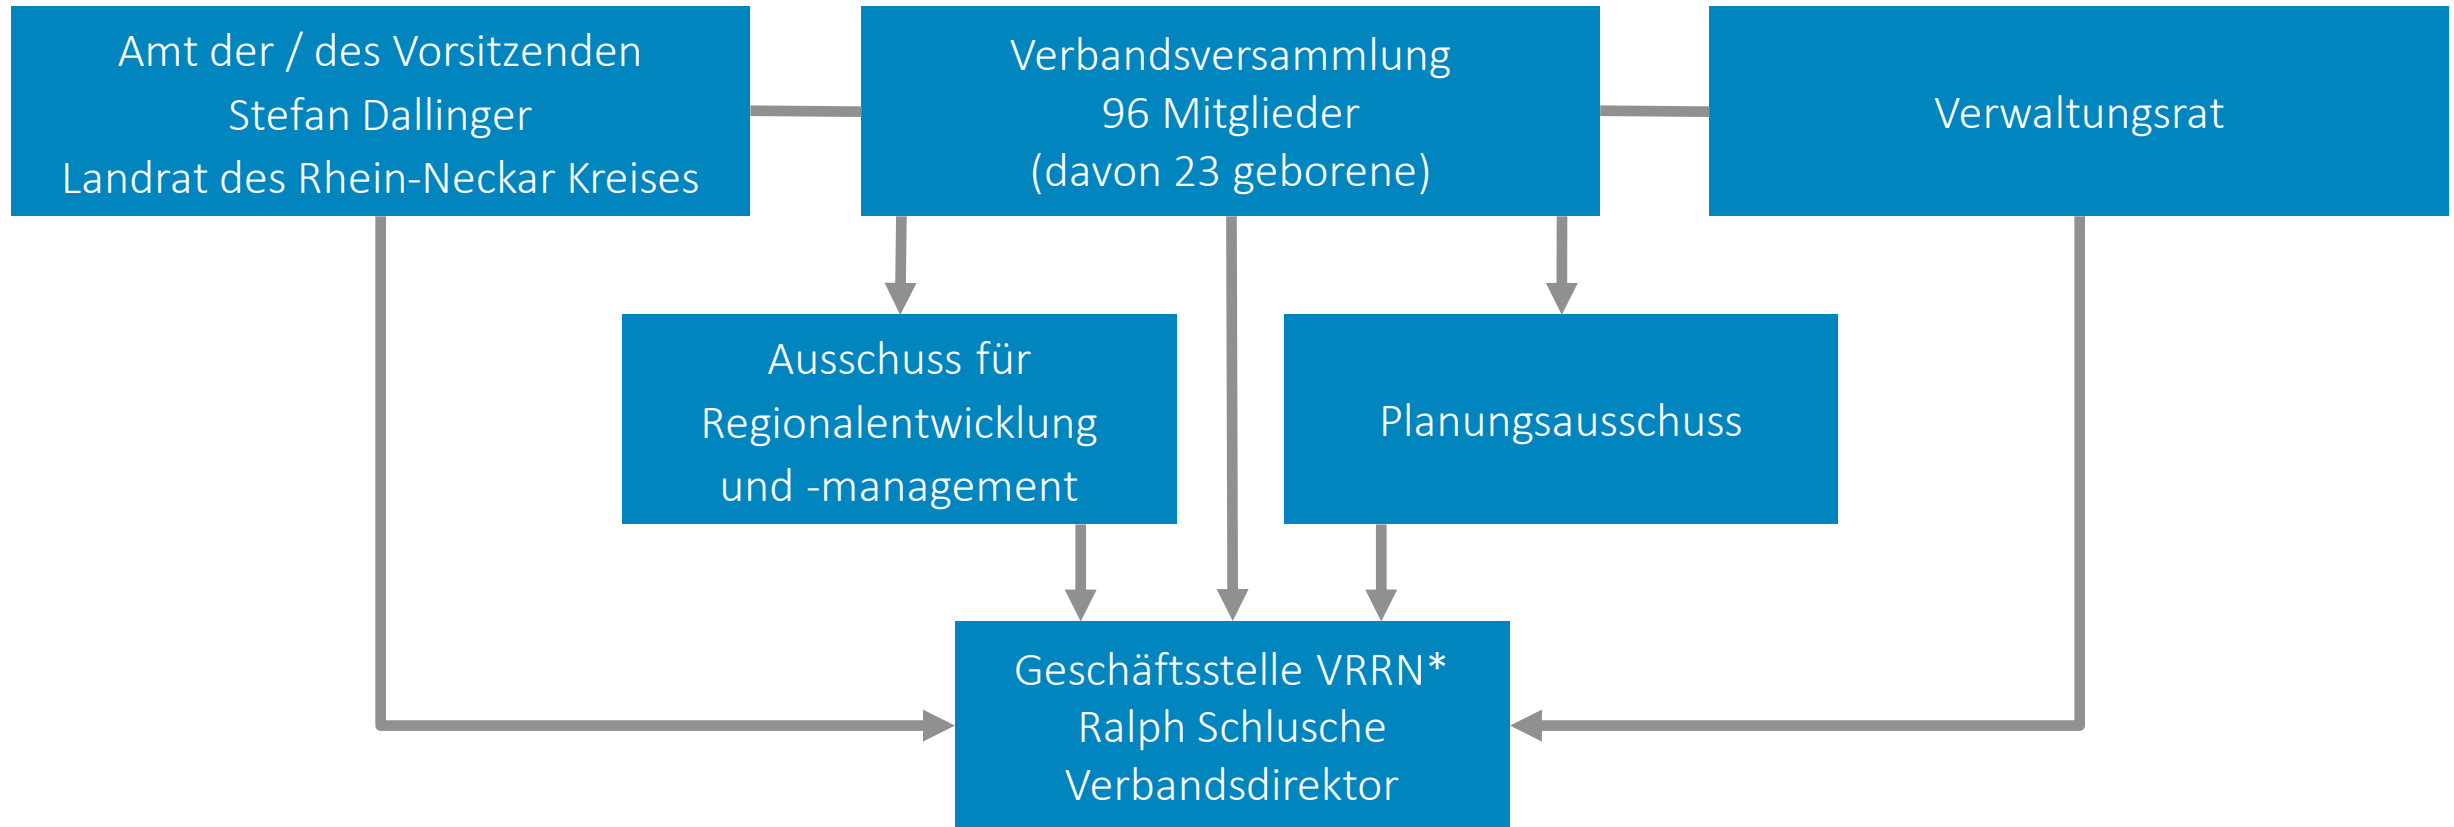 Amt der / des Vorsitzenden
Stefan Dallinger
Landrat des Rhein-Neckar Kreises
Verbandsversammlung
96 Mitglieder
(davon 23 geborene)
Verwaltungsrat
Ausschuss für
Regionalentwicklung
und -management
Planungsausschuss
Geschäftsstelle VRRN*
Ralph Schlusche
Verbandsdirektor